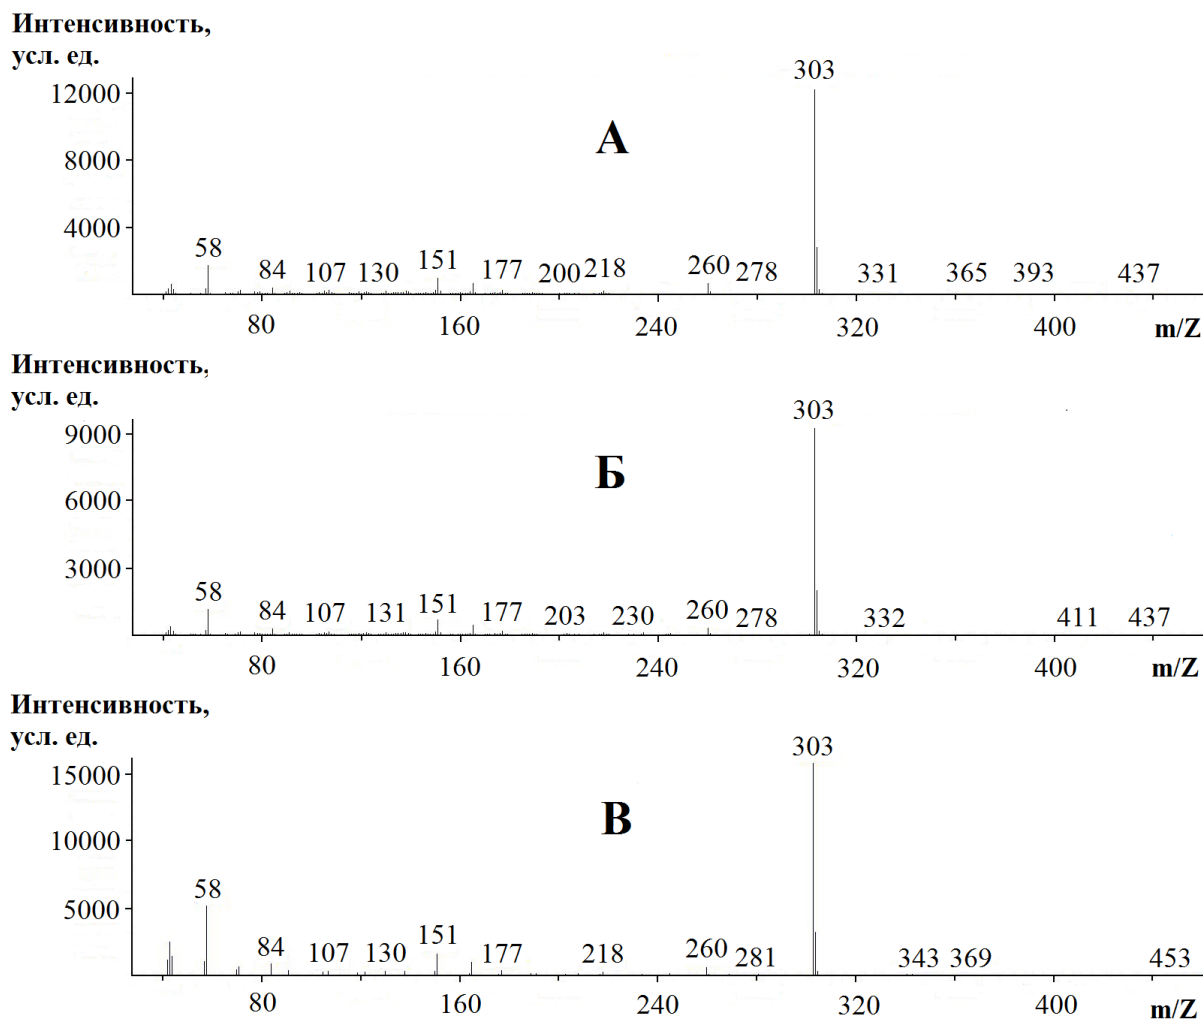 Интенсивность,
усл. ед.
303
12000
А
8000
4000
58
84 107 130 151 177 200 218 260 278 331 365 393 437
80 160 240 320 400 m/Z
Интенсивность,
усл. ед.
303
9000
Б
6000
3000
58
84 107 131 151 177 203 230 260 278 332 411 437
80 160 240 320 400 m/Z
Интенсивность,
усл. ед.
303
15000
В
10000
58
5000
84 107 130 151 177 218 260 281 343 369 453
80 160 240 320 400 m/Z